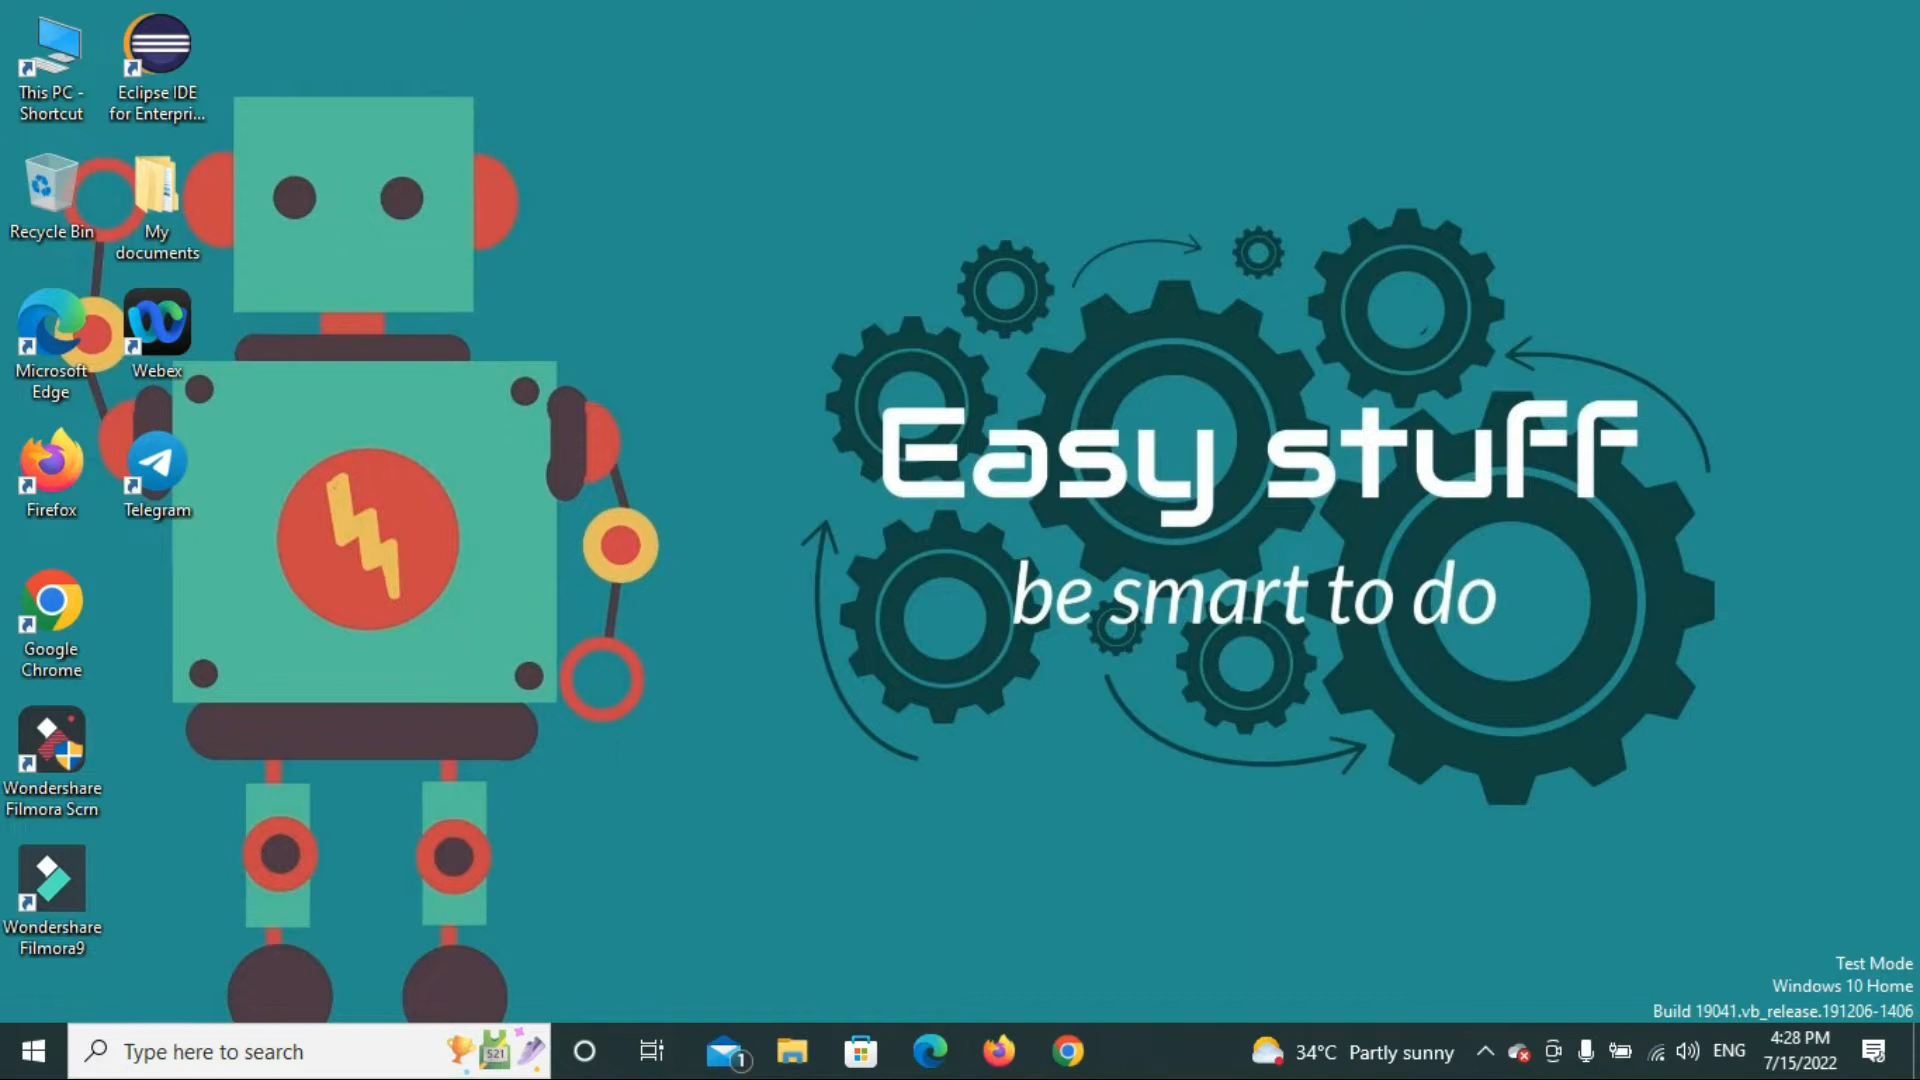 This PC -
Shortcut
Eclipse IDE
for Enterpri...
Recycle Bin
My
documents
Microsoft
Edge
Webex
Firefox
Telegram
Google
Chrome
Wondershare
Filmora Scrn
Wondershare
Filmora9
Easy stuff
be smart to do
Test Mode
Windows 10 Home
Build 19041.vb_release.191206-1406
Type here to search
521
1
34°C Partly sunny
ENG
4:28 PM
7/15/2022